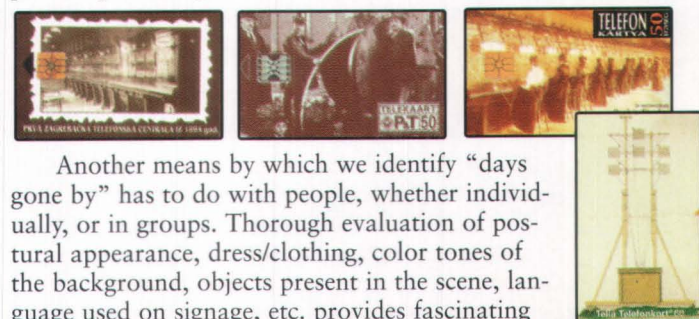 TELEFON
KÁRTYA
50
PRVA ZAGREBAČKA TELEFONSKA CENTRALA IZ god.
TELEKAART
P&T 50
Another means by which we identify “days
gone by” has to do with people, whether individ-
ually, or in groups. Thorough evaluation of pos-
tural appearance, dress/clothing, color tones of
the background, objects present in the scene, lan-
guage used on signage, etc. provides fascinating
Telia Telefonkort